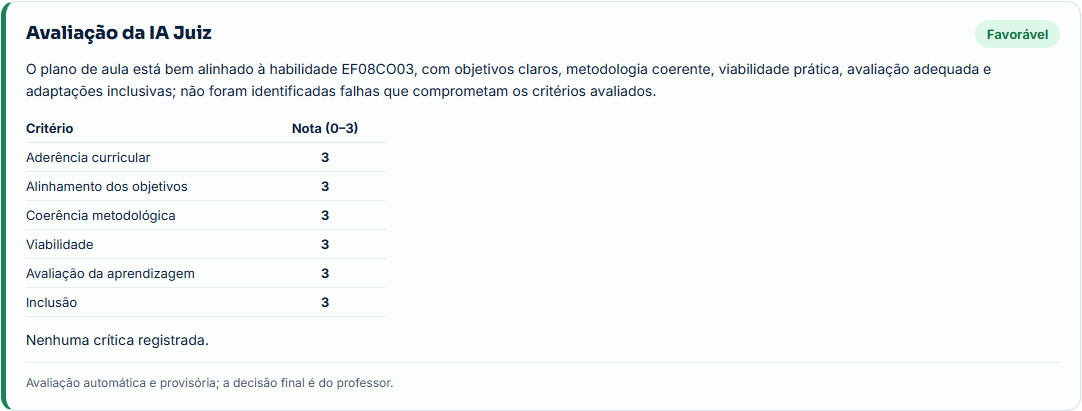 Avaliação da IA Juiz
Favorável
O plano de aula está bem alinhado à habilidade EF08CO03, com objetivos claros, metodologia coerente, viabilidade prática, avaliação adequada e
adaptações inclusivas; não foram identificadas falhas que comprometam os critérios avaliados.
Critério Nota (0–3)
Aderência curricular 3
Alinhamento dos objetivos 3
Coerência metodológica 3
Viabilidade 3
Avaliação da aprendizagem 3
Inclusão 3
Nenhuma crítica registrada.
Avaliação automática e provisória; a decisão final é do professor.